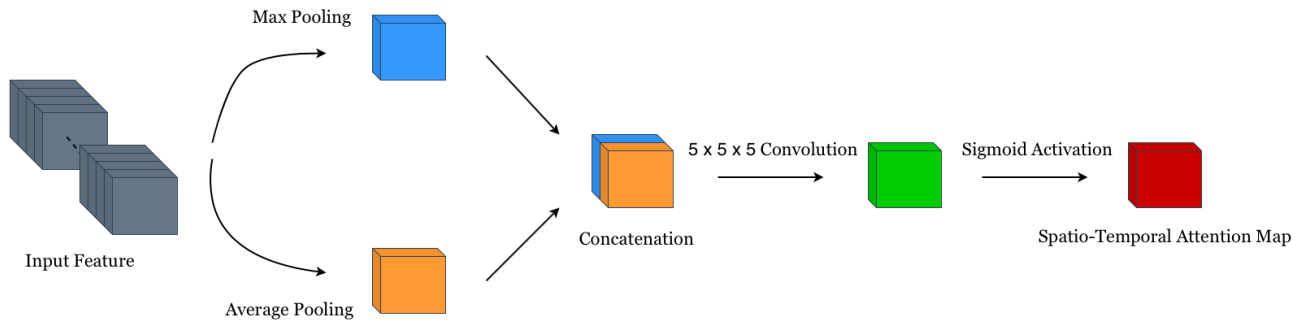 Max Pooling
Input Feature
Average Pooling
Concatenation
5 x 5 x 5 Convolution
Sigmoid Activation
Spatio-Temporal Attention Map